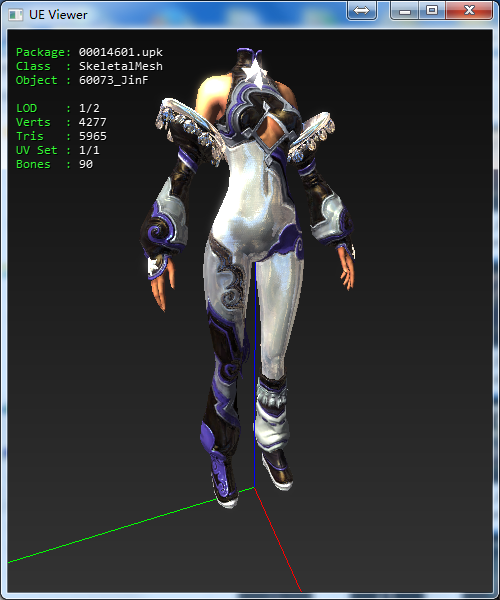 UE Viewer
Package: 00014601.upk
Class  : SkeletalMesh
Object : 60073_JinF
LOD    : 1/2
Verts  : 4277
Tris   : 5965
UV Set : 1/1
Bones  : 90